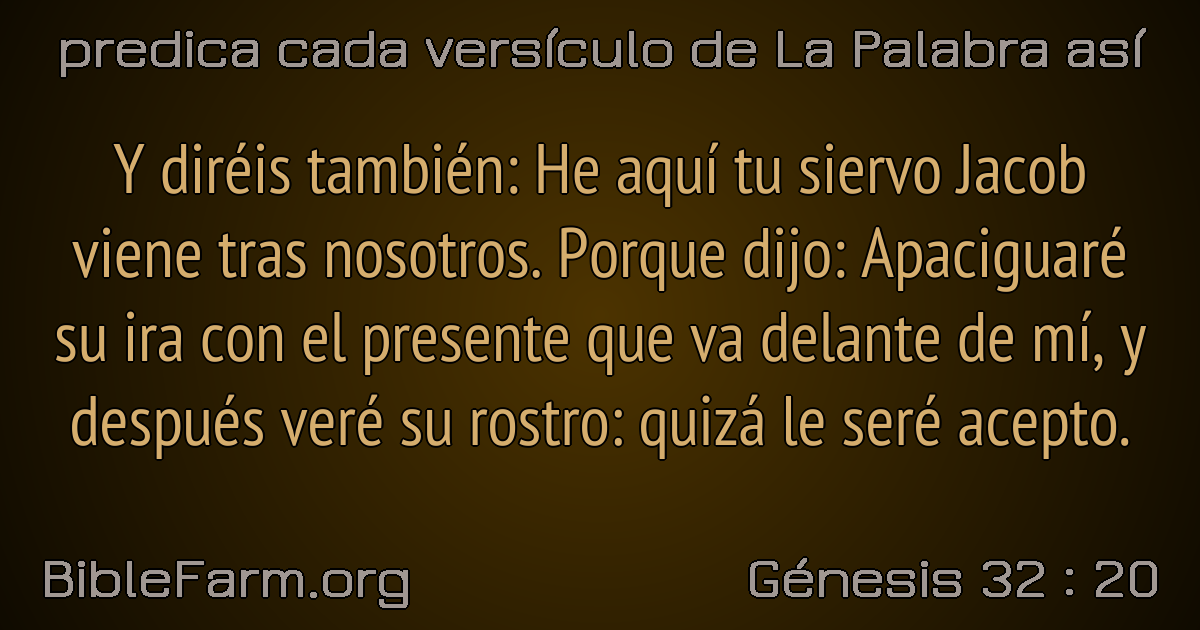 predica cada versículo de La Palabra así
Y diréis también: He aquí tu siervo Jacob
viene tras nosotros. Porque dijo: Apaciguaré
su ira con el presente que va delante de mí, y
después veré su rostro: quizá le seré acepto.
BibleFarm.org
Génesis 32 : 20